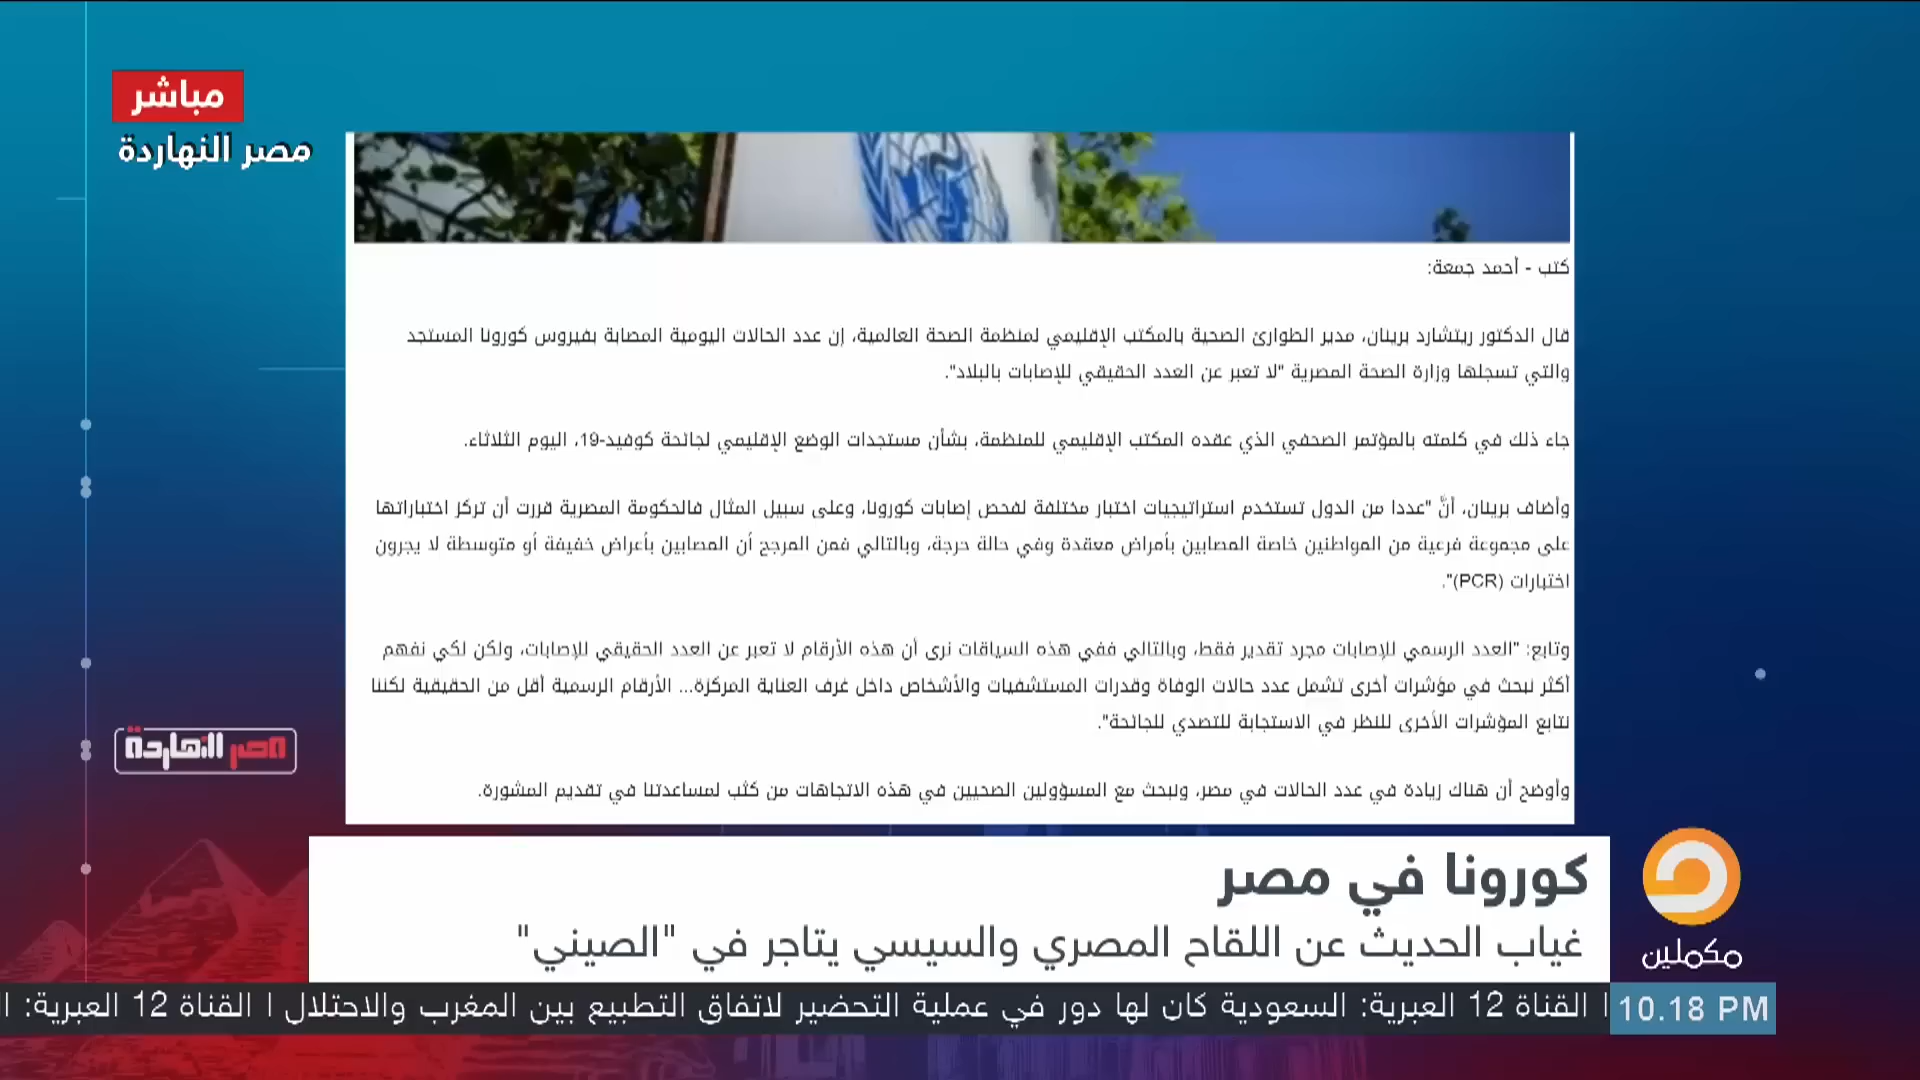 مباشر
مصر النهاردة
كتب - أحمد جمعة:
قال الدكتور ريتشارد برينان، مدير الطوارئ الصحية بالمكتب الإقليمي لمنظمة الصحة العالمية، إن عدد الحالات اليومية المصابة بفيروس كورونا المستجد
والتي تسجلها وزارة الصحة المصرية "لا تعبر عن العدد الحقيقي للإصابات بالبلاد".
جاء ذلك في كلمته بالمؤتمر الصحفي الذي عقده المكتب الإقليمي للمنظمة، بشأن مستجدات الوضع الإقليمي لجائحة كوفيد-19، اليوم الثلاثاء.
وأضاف برينان، أنَّ "عددا من الدول تستخدم استراتيجيات اختبار مختلفة لفحص إصابات كورونا، وعلى سبيل المثال فالحكومة المصرية قررت أن تركز اختباراتها
على مجموعة فرعية من المواطنين خاصة المصابين بأمراض معقدة وفي حالة حرجة، وبالتالي فمن المرجح أن المصابين بأعراض خفيفة أو متوسطة لا يجرون
اختبارات (PCR)".
وتابع: "العدد الرسمي للإصابات مجرد تقدير فقط، وبالتالي ففي هذه السياقات نرى أن هذه الأرقام لا تعبر عن العدد الحقيقي للإصابات، ولكن لكي نفهم
أكثر نبحث في مؤشرات أخرى تشمل عدد حالات الوفاة وقدرات المستشفيات والأشخاص داخل غرف العناية المركزة... الأرقام الرسمية أقل من الحقيقية لكننا
نتابع المؤشرات الأخرى للنظر في الاستجابة للتصدي للجائحة".
وأوضح أن هناك زيادة في عدد الحالات في مصر، ونبحث مع المسؤولين الصحيين في هذه الاتجاهات من كثب لمساعدتنا في تقديم المشورة.
مصر النهاردة
كورونا في مصر
غياب الحديث عن اللقاح المصري والسيسي يتاجر في "الصيني"
مكملين
10.18 PM
ا القناة 12 العبرية: السعودية كان لها دور في عملية التحضير لاتفاق التطبيع بين المغرب والاحتلال ا القناة 12 العبرية: